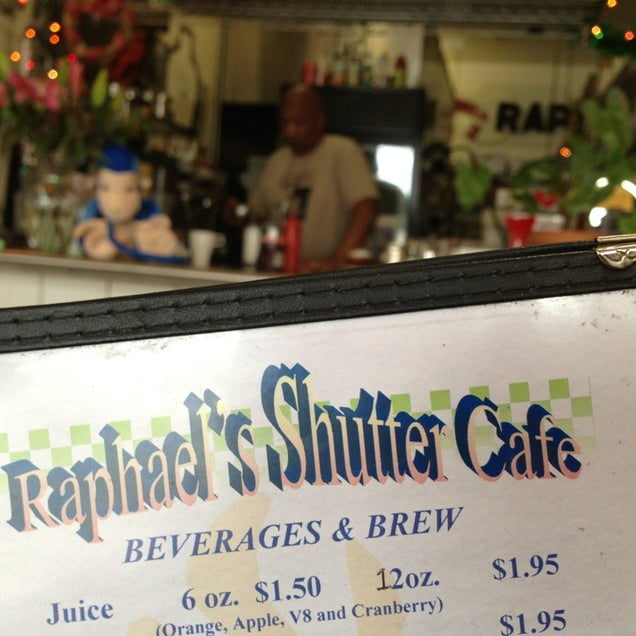 RAP
Raphael's Shutter Cafe
BEVERAGES & BREW
Juice 6 oz. $1.50 12oz. $1.95
(Orange, Apple, V8 and Cranberry)
$1.95